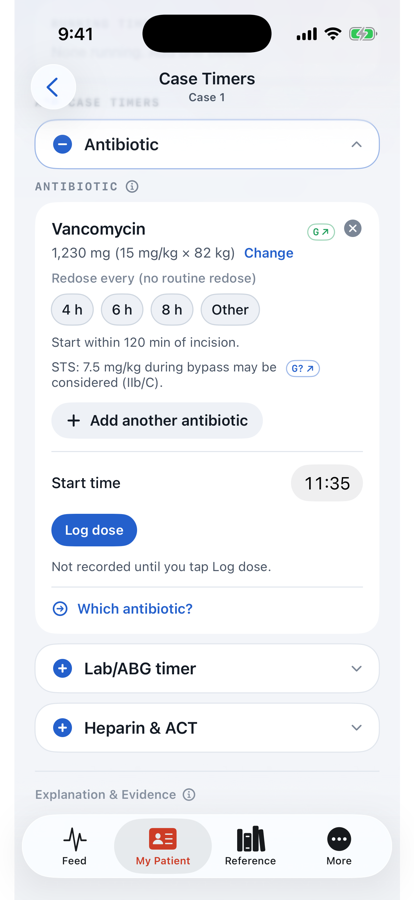 9:41
Case Timers
Case 1
CASE TIMERS
Antibiotic
ANTIBIOTIC
Vancomycin
G ↗
1,230 mg (15 mg/kg × 82 kg) Change
Redose every (no routine redose)
4 h 6 h 8 h Other
Start within 120 min of incision.
STS: 7.5 mg/kg during bypass may be G? ↗
considered (IIb/C).
+ Add another antibiotic
Start time 11:35
Log dose
Not recorded until you tap Log dose.
Which antibiotic?
Lab/ABG timer
Heparin & ACT
Explanation & Evidence
Feed My Patient Reference More